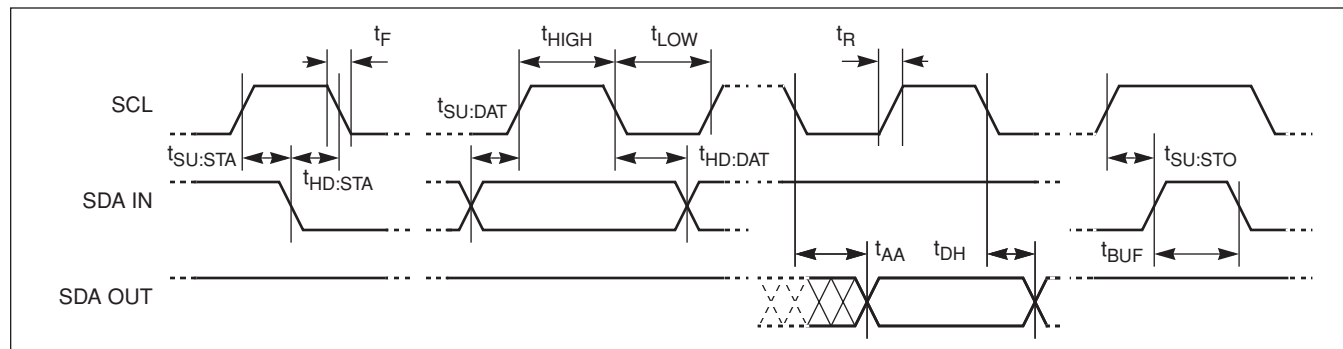 tF
tHIGH
tLOW
tR
SCL
tSU:DAT
tSU:STA
tHD:STA
tHD:DAT
tSU:STO
SDA IN
tAA
tDH
tBUF
SDA OUT